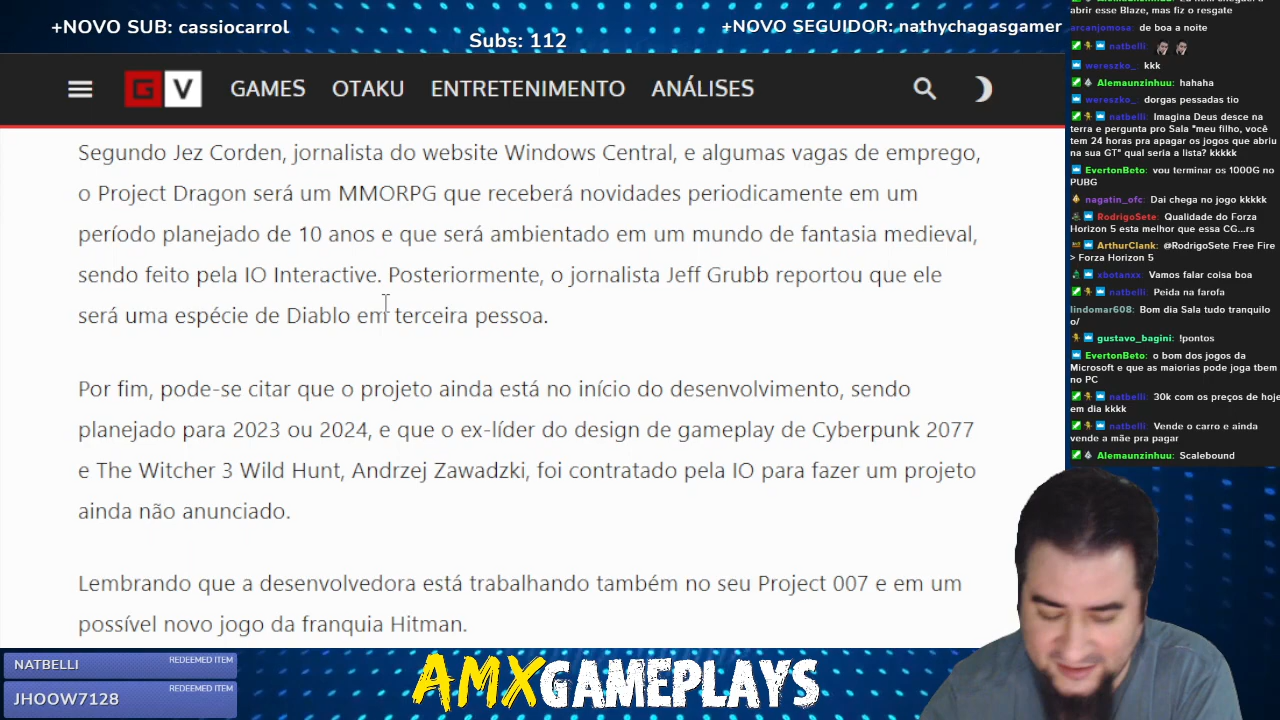 +NOVO SUB: cassiocarrol
Subs: 112
+NOVO SEGUIDOR: nathychagasgamer
G V
GAMES
OTAKU
ENTRETENIMENTO
ANÁLISES
Segundo Jez Corden, jornalista do website Windows Central, e algumas vagas de emprego,
o Project Dragon será um MMORPG que receberá novidades periodicamente em um
período planejado de 10 anos e que será ambientado em um mundo de fantasia medieval,
sendo feito pela IO Interactive. Posteriormente, o jornalista Jeff Grubb reportou que ele
será uma espécie de Diablo em terceira pessoa.
Por fim, pode-se citar que o projeto ainda está no início do desenvolvimento, sendo
planejado para 2023 ou 2024, e que o ex-líder do design de gameplay de Cyberpunk 2077
e The Witcher 3 Wild Hunt, Andrzej Zawadzki, foi contratado pela IO para fazer um projeto
ainda não anunciado.
Lembrando que a desenvolvedora está trabalhando também no seu Project 007 e em um
possível novo jogo da franquia Hitman.
abrir esse Blaze, mas fiz o resgate
arcanjomosa: de boa a noite
natbelli:
wereszko_: kkk
Alemaunzinhuu: hahaha
wereszko_: dorgas pessadas tio
natbelli: Imagina Deus desce na
terra e pergunta pro Sala "meu filho, você
tem 24 horas pra apagar os jogos que abriu
na sua GT" qual seria a lista? kkkkk
EvertonBeto: vou terminar os 1000G no
PUBG
nagatin_ofc: Dai chega no jogo kkkkk
RodrigoSete: Qualidade do Forza
Horizon 5 esta melhor que essa CG...rs
ArthurClank: @RodrigoSete Free Fire
> Forza Horizon 5
xbotanxx: Vamos falar coisa boa
natbelli: Peida na farofa
lindomar608: Bom dia Sala tudo tranquilo
o/
gustavo_bagini: !pontos
EvertonBeto: o bom dos jogos da
Microsoft e que as maiorias pode joga tbem
no PC
natbelli: 30k com os preços de hoje
em dia kkkk
natbelli: Vende o carro e ainda
vende a mãe pra pagar
Alemaunzinhuu: Scalebound
NATBELLI
REDEEMED ITEM
JHOOW7128
REDEEMED ITEM
AMXGAMEPLAYS